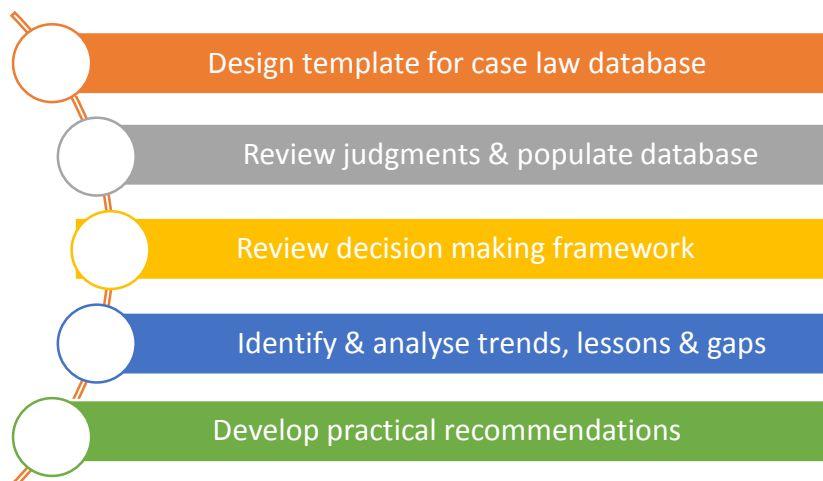 Design template for case law database
Review judgments & populate database
Review decision making framework
Identify & analyse trends, lessons & gaps
Develop practical recommendations